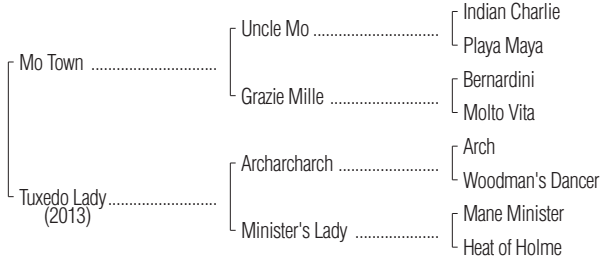 Indian Charlie
Uncle Mo ..............................
Playa Maya
Mo Town ..............................
Bernardini
Grazie Mille ..........................
Molto Vita
Arch
Archarcharch ........................
Woodman's Dancer
Tuxedo Lady..........................
(2013)
Mane Minister
Minister's Lady ....................
Heat of Holme